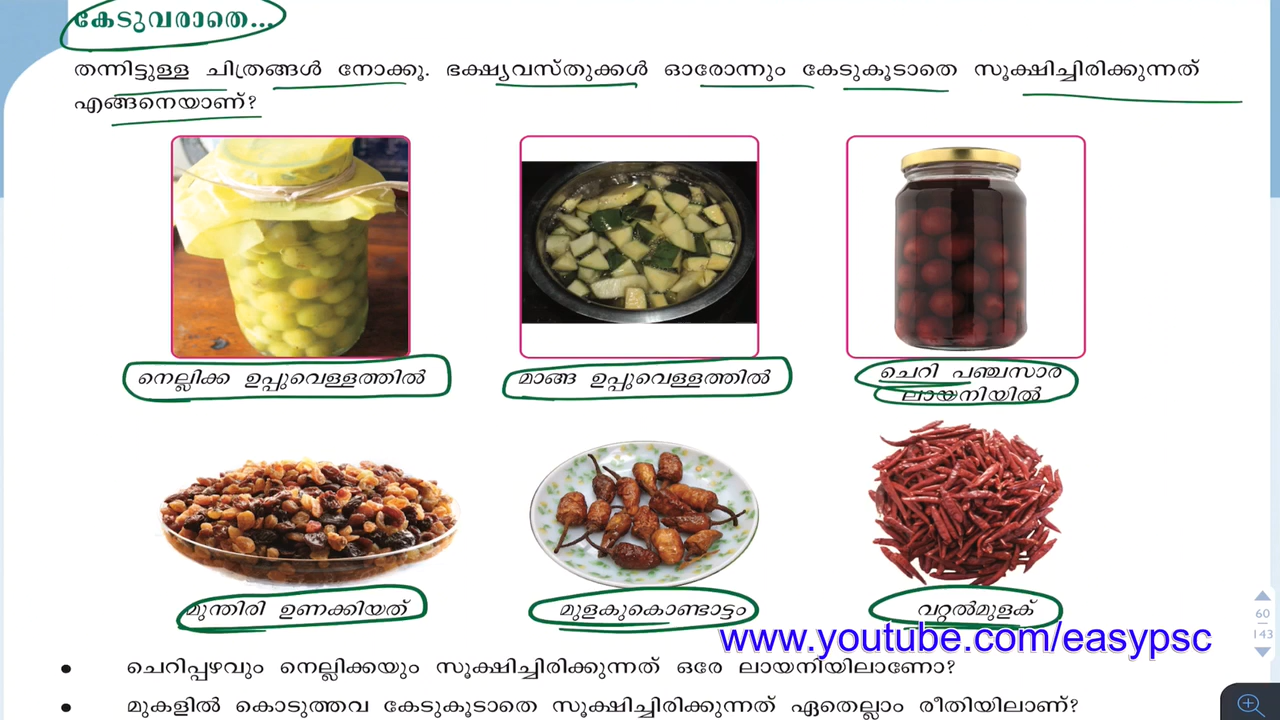 കേടുവരാതെ...
തന്നിട്ടുള്ള ചിത്രങ്ങൾ നോക്കൂ. ഭക്ഷ്യവസ്തുക്കൾ ഓരോന്നും കേടുകൂടാതെ സൂക്ഷിച്ചിരിക്കുന്നത്
എങ്ങനെയാണ്?
നെല്ലിക്ക ഉപ്പുവെള്ളത്തിൽ
മാങ്ങ ഉപ്പുവെള്ളത്തിൽ
ചെറി പഞ്ചസാര
ലായനിയിൽ
മുന്തിരി ഉണക്കിയത്
മുളകുകൊണ്ടാട്ടം
വറ്റൽമുളക്
www.youtube.com/easypsc
60
143
• ചെറിപ്പഴവും നെല്ലിക്കയും സൂക്ഷിച്ചിരിക്കുന്നത് ഒരേ ലായനിയിലാണോ?
• മുകളിൽ കൊടുത്തവ കേടുകൂടാതെ സൂക്ഷിച്ചിരിക്കുന്നത് ഏതെല്ലാം രീതിയിലാണ്?